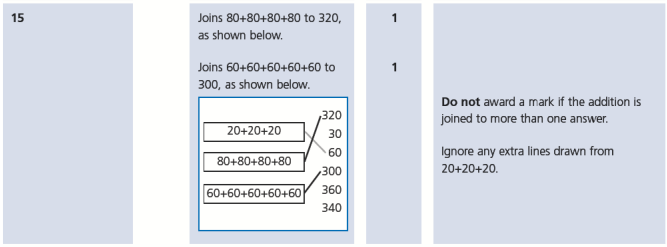 15
Joins 80+80+80+80 to 320,
as shown below.
1
Joins 60+60+60+60+60 to
300, as shown below.
1
20+20+20
80+80+80+80
60+60+60+60+60
320
30
60
300
360
340
Do not award a mark if the addition is
joined to more than one answer.
Ignore any extra lines drawn from
20+20+20.